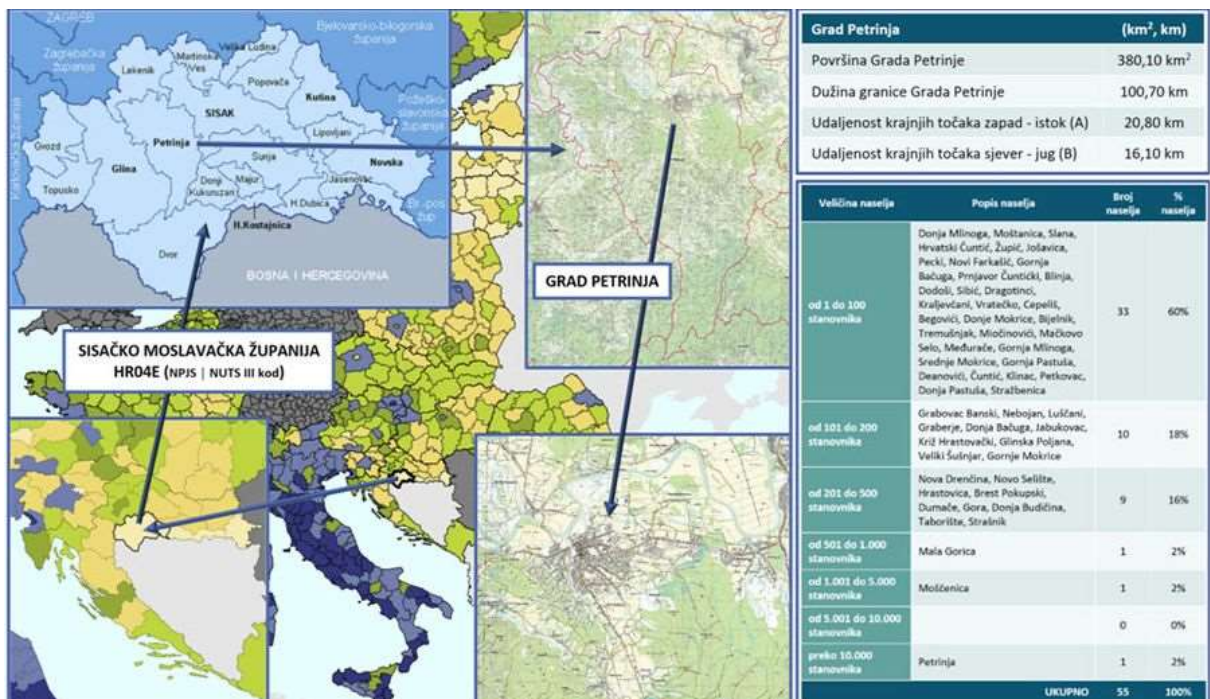 ZAGREB
Bjelovarsko-bilogorska
županija
Zagrebačka
županija
Velika Ludina
Martinska
Ves
Lekenik
Popovača
Kutina
SISAK
Požeško-
slavonska
županija
Lipovljani
Petrinja
Gvozd
Sunja
Novska
Glina
Topusko
Donji
Kukuruzari
Majur
Jasenovac
H.Dubica
Br.-pos.
žup
H.Kostajnica
Dvor
BOSNA I HERCEGOVINA
SISAČKO MOSLAVAČKA ŽUPANIJA
HR04E (NPJS | NUTS III kod)
GRAD PETRINJA
Grad Petrinja (km², km)
Površina Grada Petrinje 380,10 km²
Dužina granice Grada Petrinje 100,70 km
Udaljenost krajnjih točaka zapad - istok (A) 20,80 km
Udaljenost krajnjih točaka sjever - jug (B) 16,10 km
Veličina naselja Popis naselja Broj naselja % naselja
od 1 do 100 stanovnika
Donja Mlinoga, Moštanica, Slana,
Hrvatski Čuntić, Župić, Jošavica,
Pecki, Novi Farkašić, Gornja
Bačuga, Prnjavor Čuntićki, Blinja,
Dodoši, Sibić, Dragotinci,
Kraljevčani, Vratečko, Cepeliš,
Begovići, Donje Mokrice, Bijelnik,
Tremušnjak, Miočinovići, Mačkovo
Selo, Međurače, Gornja Mlinoga,
Srednje Mokrice, Gornja Pastuša,
Deanovići, Čuntić, Klinac, Petkovac,
Donja Pastuša, Stražbenica
33 60%
od 101 do 200 stanovnika
Grabovac Banski, Nebojan, Luščani,
Graberje, Donja Bačuga, Jabukovac,
Križ Hrastovački, Glinska Poljana,
Veliki Šušnjar, Gornje Mokrice
10 18%
od 201 do 500 stanovnika
Nova Drenčina, Novo Selište,
Hrastovica, Brest Pokupski,
Dumače, Gora, Donja Budičina,
Taborište, Strašnik
9 16%
od 501 do 1.000 stanovnika Mala Gorica 1 2%
od 1.001 do 5.000 stanovnika Mošćenica 1 2%
od 5.001 do 10.000 stanovnika 0 0%
preko 10.000 stanovnika Petrinja 1 2%
UKUPNO 55 100%